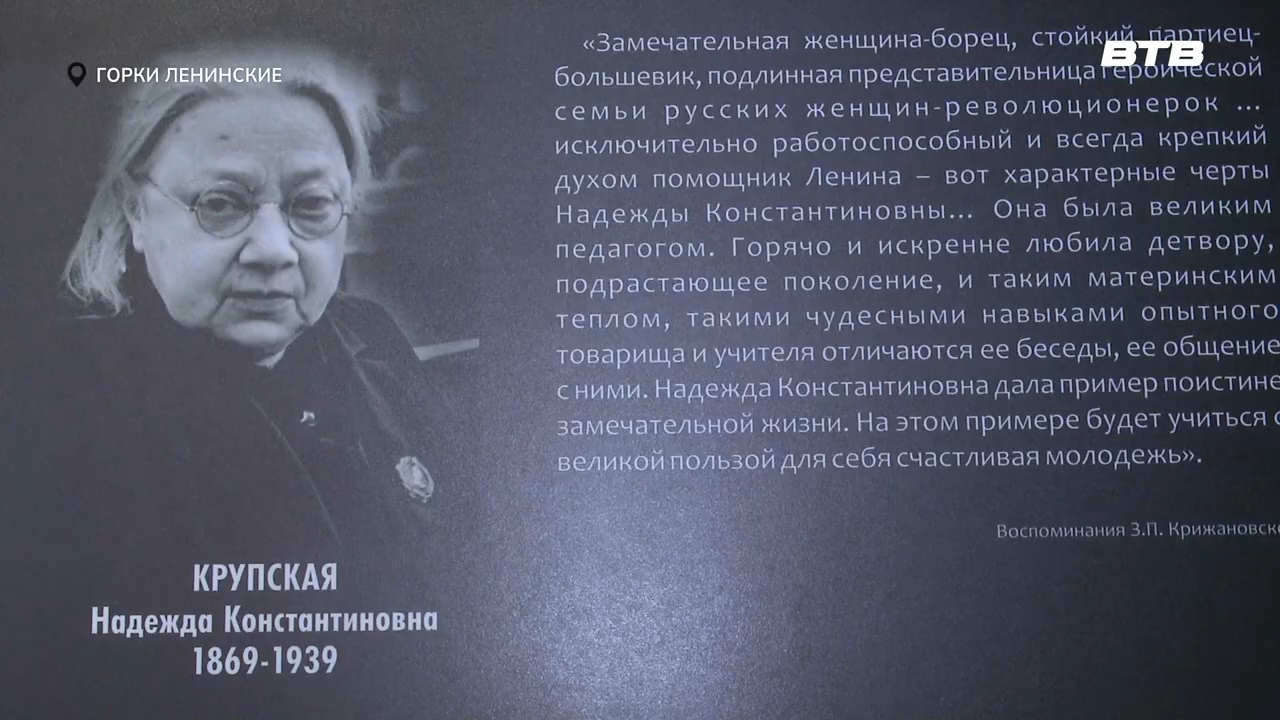 ГОРКИ ЛЕНИНСКИЕ
ВТВ
«Замечательная женщина-борец, стойкий партиец-
большевик, подлинная представительница героической
семьи русских женщин-революционерок ...
исключительно работоспособный и всегда крепкий
духом помощник Ленина – вот характерные черты
Надежды Константиновны... Она была великим
педагогом. Горячо и искренне любила детвору,
подрастающее поколение, и таким материнским
теплом, такими чудесными навыками опытного
товарища и учителя отличаются ее беседы, ее общение
с ними. Надежда Константиновна дала пример поистине
замечательной жизни. На этом примере будет учиться с
великой пользой для себя счастливая молодежь».
Воспоминания З.П. Крижановско
КРУПСКАЯ
Надежда Константиновна
1869-1939